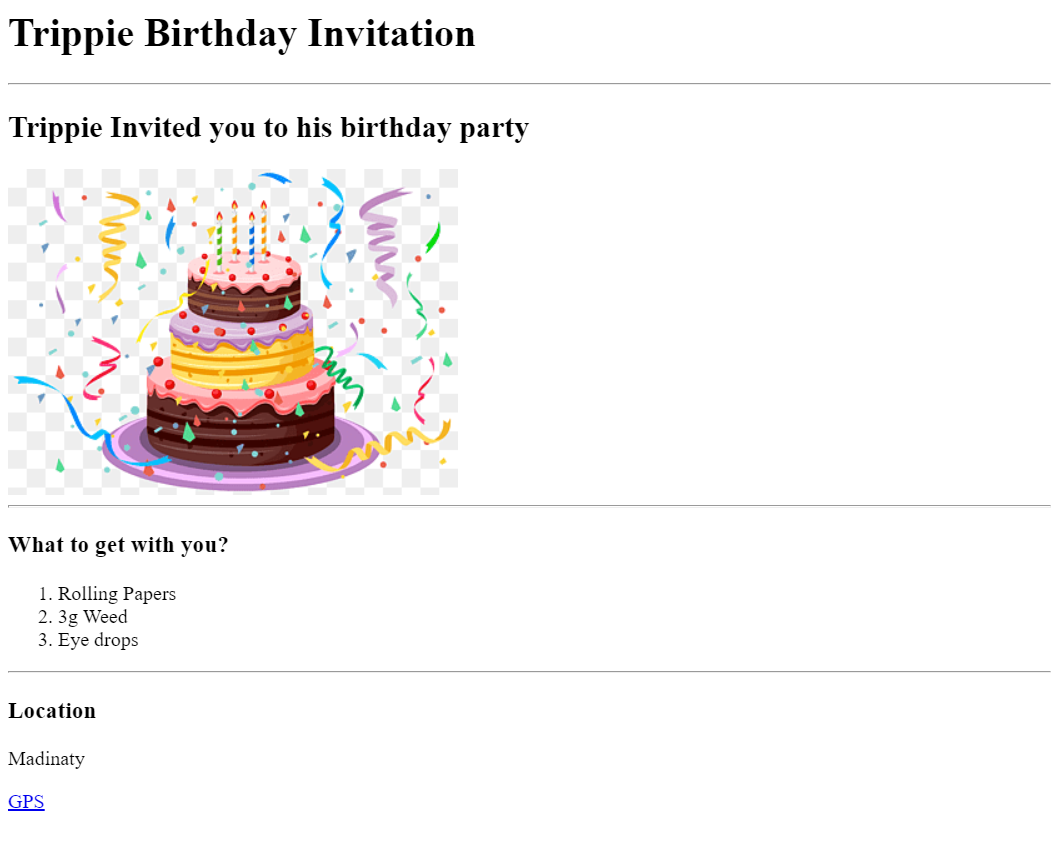 Trippie Birthday Invitation
Trippie Invited you to his birthday party
What to get with you?
1. Rolling Papers
2. 3g Weed
3. Eye drops
Location
Madinaty
GPS